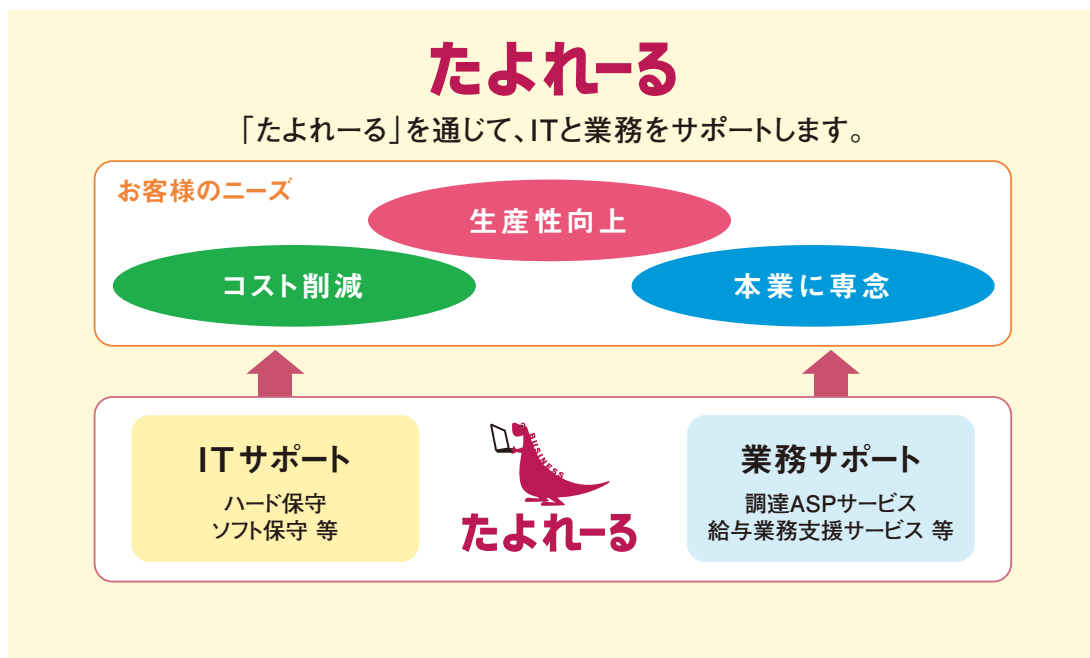 たよれーる
「たよれーる」を通じて、ITと業務をサポートします。
お客様のニーズ
生産性向上
コスト削減
本業に専念
ITサポート
ハード保守
ソフト保守 等
BUSINESS
たよれーる
業務サポート
調達ASPサービス
給与業務支援サービス 等